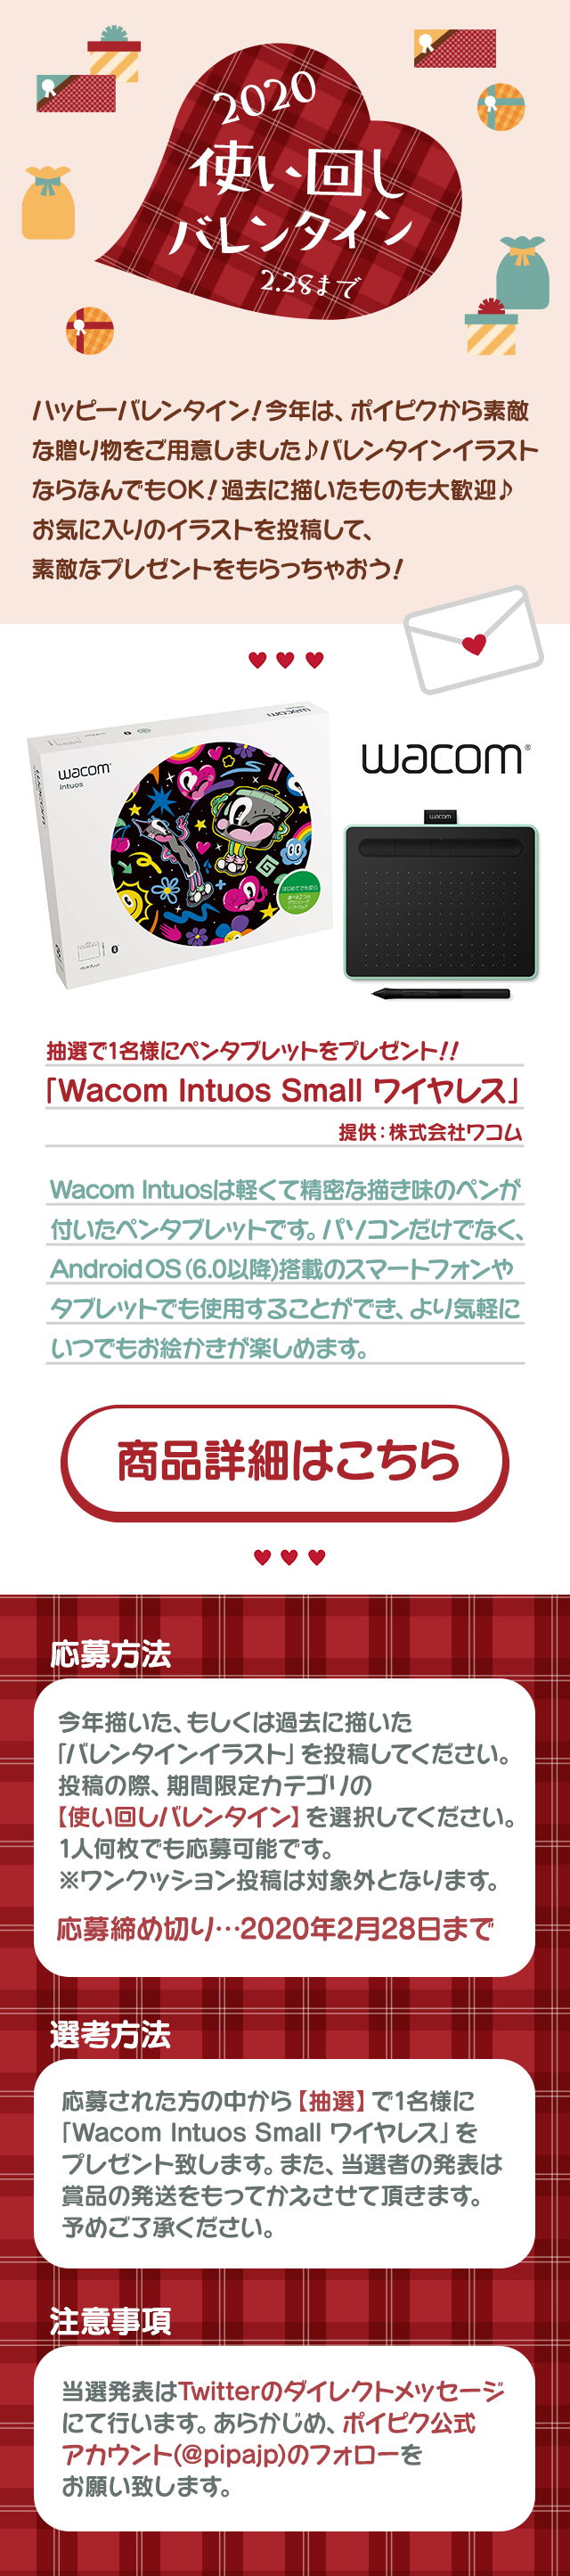 2020
使い回し
バレンタイン
2.28まで
ハッピーバレンタイン！今年は、ポイピクから素敵
な贈り物をご用意しました♪バレンタインイラスト
ならなんでもOK！過去に描いたものも大歓迎♪
お気に入りのイラストを投稿して、
素敵なプレゼントをもらっちゃおう！
wacom
wacom
Intuos
wacom®
wacom
はじめてでも安心
ペンタブレット
抽選で1名様にペンタブレットをプレゼント!!
「Wacom Intuos Small ワイヤレス」
提供：株式会社ワコム
Wacom Intuosは軽くて精密な描き味のペンが
付いたペンタブレットです。パソコンだけでなく、
Android OS（6.0以降)搭載のスマートフォンや
タブレットでも使用することができ、より気軽に
いつでもお絵かきが楽しめます。
商品詳細はこちら
応募方法
今年描いた、もしくは過去に描いた
「バレンタインイラスト」を投稿してください。
投稿の際、期間限定カテゴリの
【使い回しバレンタイン】を選択してください。
1人何枚でも応募可能です。
※ワンクッション投稿は対象外となります。
応募締め切り…2020年2月28日まで
選考方法
応募された方の中から【抽選】で1名様に
「Wacom Intuos Small ワイヤレス」を
プレゼント致します。また、当選者の発表は
賞品の発送をもってかえさせて頂きます。
予めご了承ください。
注意事項
当選発表はTwitterのダイレクトメッセージ
にて行います。あらかじめ、ポイピク公式
アカウント(@pipajp)のフォローを
お願い致します。